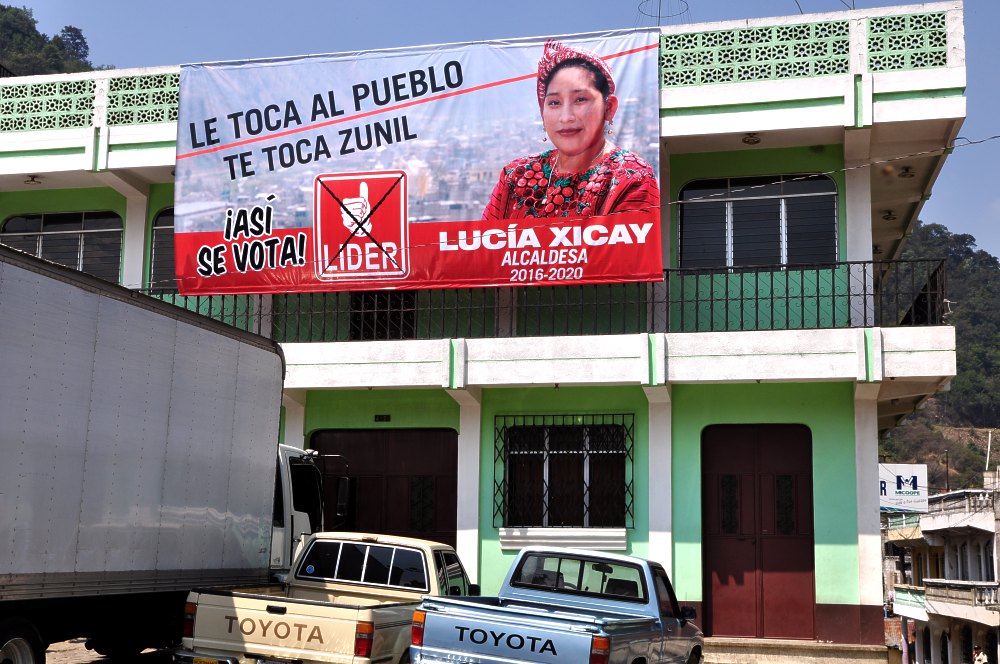 LE TOCA AL PUEBLO
TE TOCA ZUNIL
¡ASÍ
SE VOTA!
LIDER
LUCÍA XICAY
ALCALDESA
2016-2020
MICOOPE
TOYOTA
TOYOTA